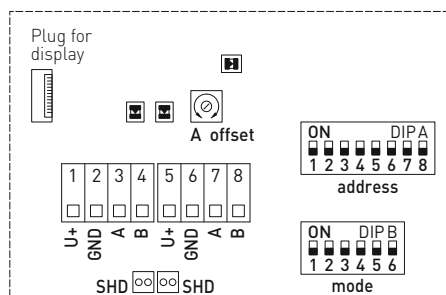 Plug for
display
A offset
ON DIP A
1 2 3 4 5 6 7 8
address
1 2 3 4 5 6 7 8
U+ GND A B U+ GND A B
ON DIP B
1 2 3 4 5 6
mode
SHD SHD